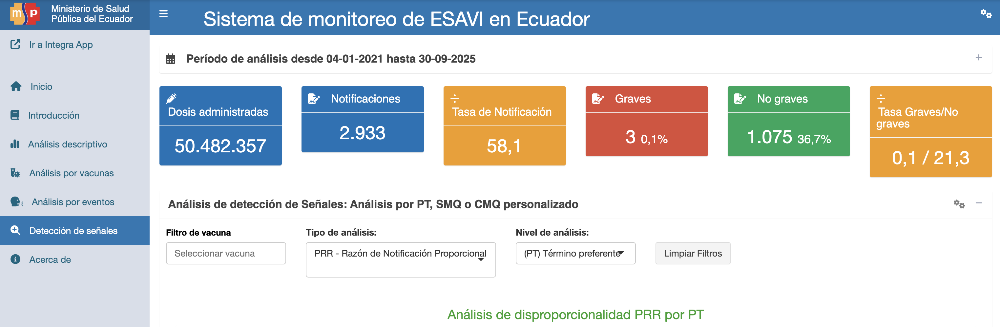 msp
Ministerio de Salud
Pública del Ecuador
Ir a Integra App
Inicio
Introducción
Análisis descriptivo
Análisis por vacunas
Análisis por eventos
Detección de señales
Acerca de
Sistema de monitoreo de ESAVI en Ecuador
Período de análisis desde 04-01-2021 hasta 30-09-2025
Dosis administradas
50.482.357
Notificaciones
2.933
÷
Tasa de Notificación
58,1
Graves
3 0,1%
No graves
1.075 36,7%
÷
Tasa Graves/No
graves
0,1 / 21,3
Análisis de detección de Señales: Análisis por PT, SMQ o CMQ personalizado
Filtro de vacuna
Seleccionar vacuna
Tipo de análisis:
PRR - Razón de Notificación Proporcional
Nivel de análisis:
(PT) Término preferente
Limpiar Filtros
Análisis de disproporcionalidad PRR por PT